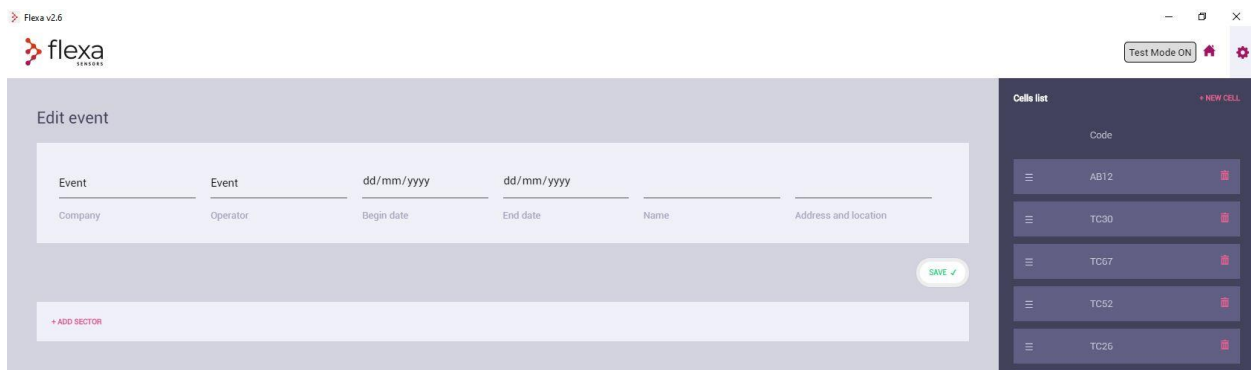 Flexa v2.6
flexa
SENSORS
Test Mode ON
Edit event
Event Event dd/mm/yyyy dd/mm/yyyy
Company Operator Begin date End date Name Address and location
SAVE ✓
+ ADD SECTOR
Cells list + NEW CELL
Code
AB12
TC30
TC67
TC52
TC26